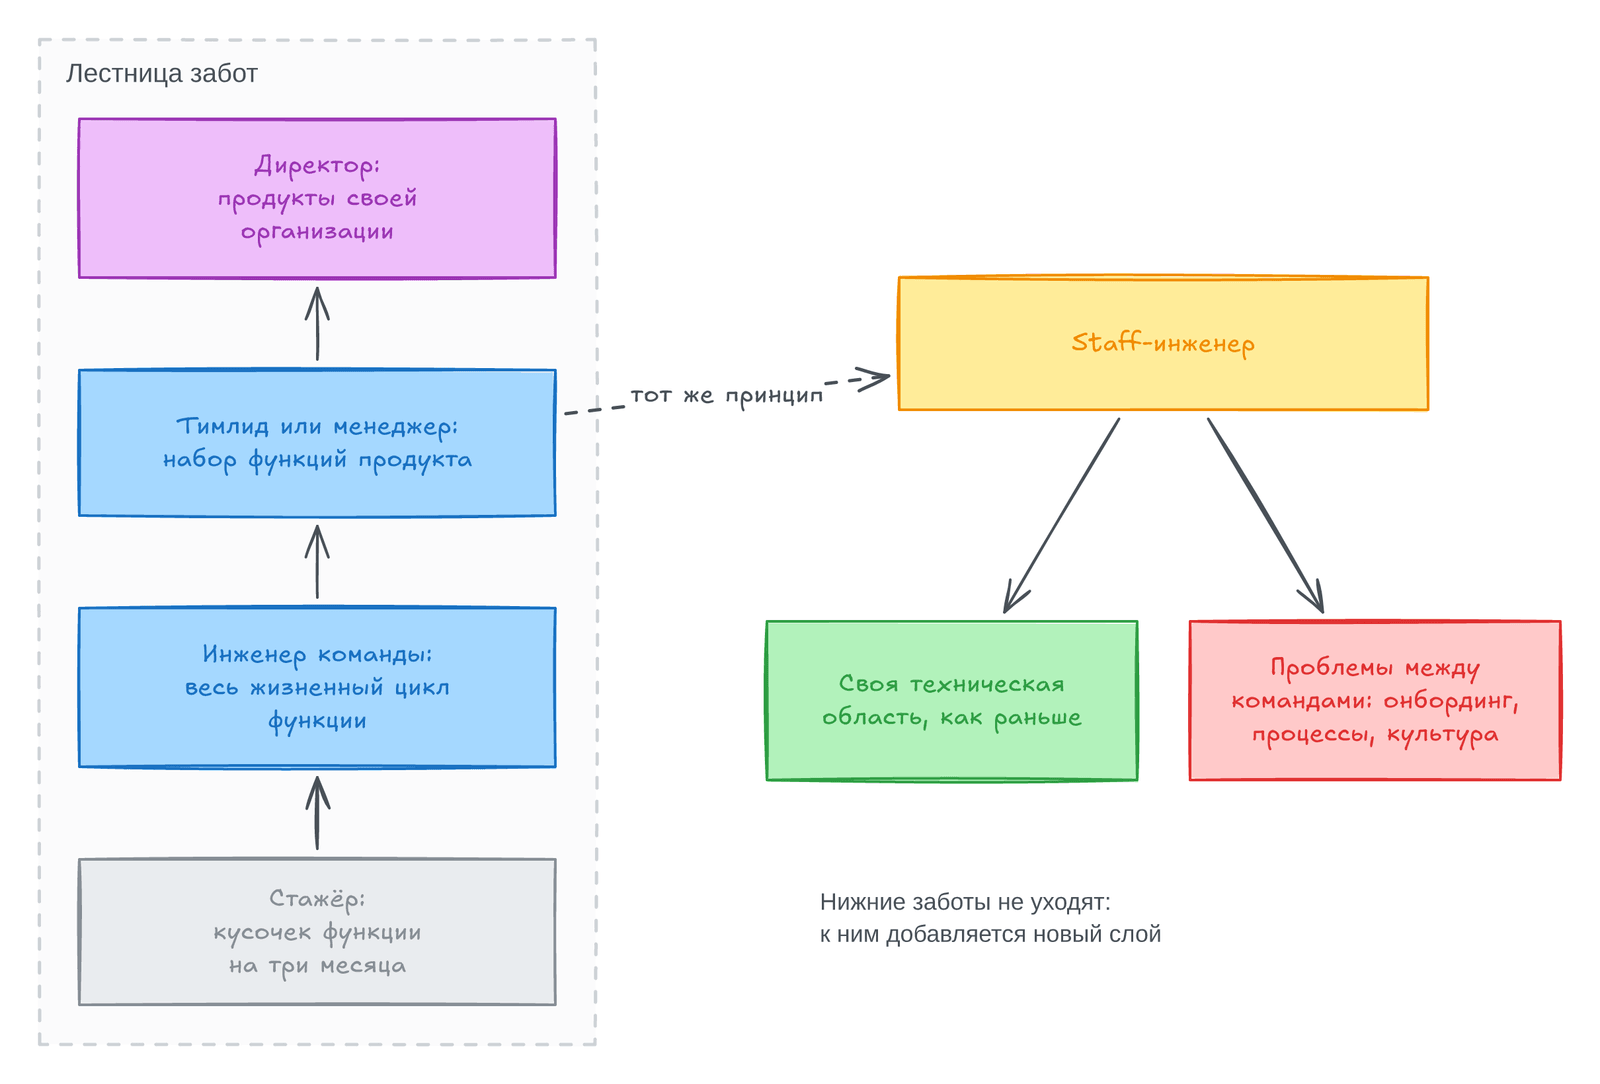 Лестница забот
Директор:
продукты своей
организации
Тимлид или менеджер:
набор функций продукта
Инженер команды:
весь жизненный цикл
функции
Стажёр:
кусочек функции
на три месяца
тот же принцип
Staff-инженер
Своя техническая
область, как раньше
Проблемы между
командами: онбординг,
процессы, культура
Нижние заботы не уходят:
к ним добавляется новый слой